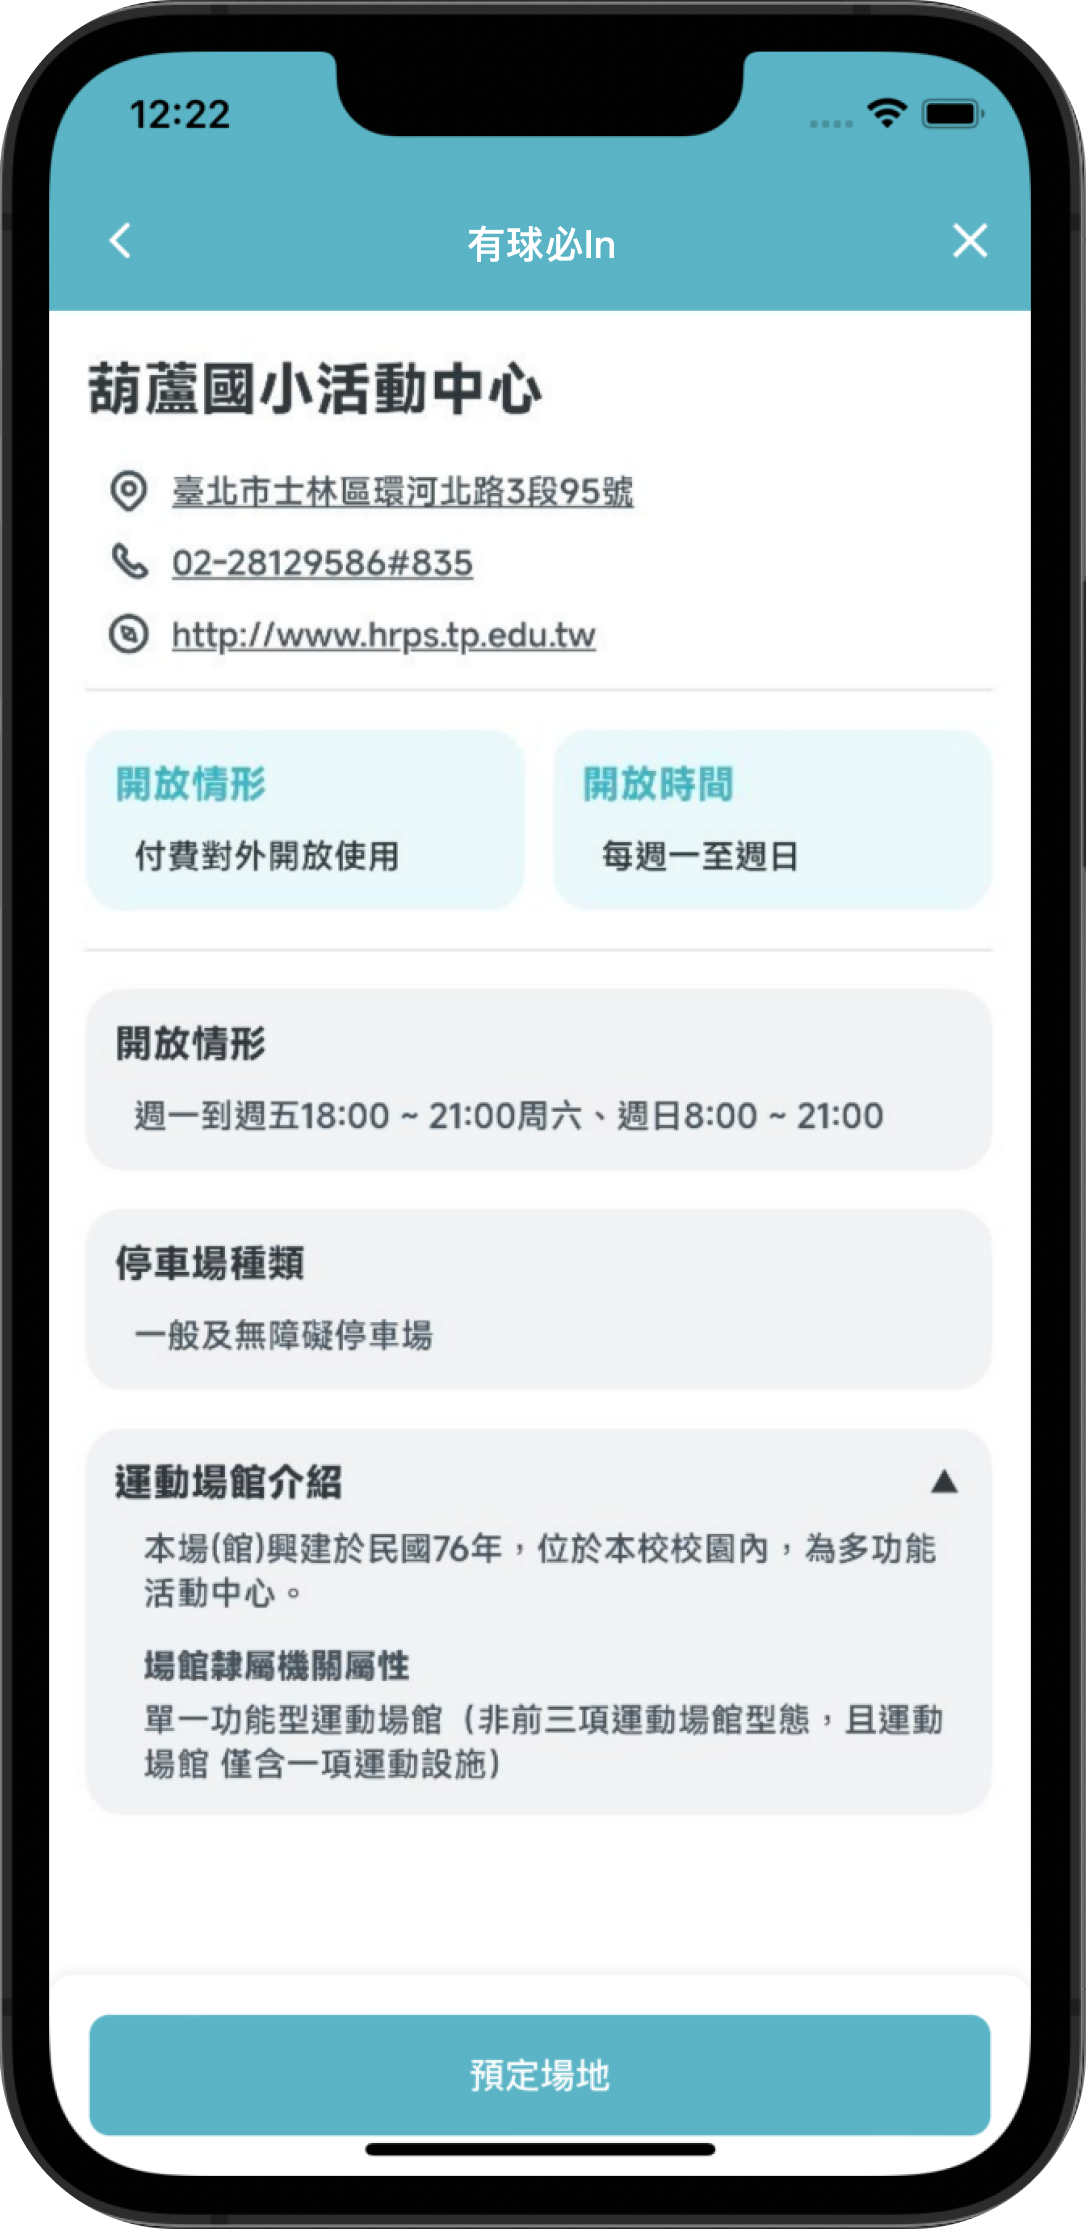 12:22
有球必In
葫蘆國小活動中心
臺北市士林區環河北路3段95號
02-28129586#835
http://www.hrps.tp.edu.tw
開放情形
付費對外開放使用
開放時間
每週一至週日
開放情形
週一到週五18:00 ~ 21:00周六、週日8:00 ~ 21:00
停車場種類
一般及無障礙停車場
運動場館介紹
本場(館)興建於民國76年，位於本校校園內，為多功能
活動中心。
場館隸屬機關屬性
單一功能型運動場館（非前三項運動場館型態，且運動
場館 僅含一項運動設施）
預定場地